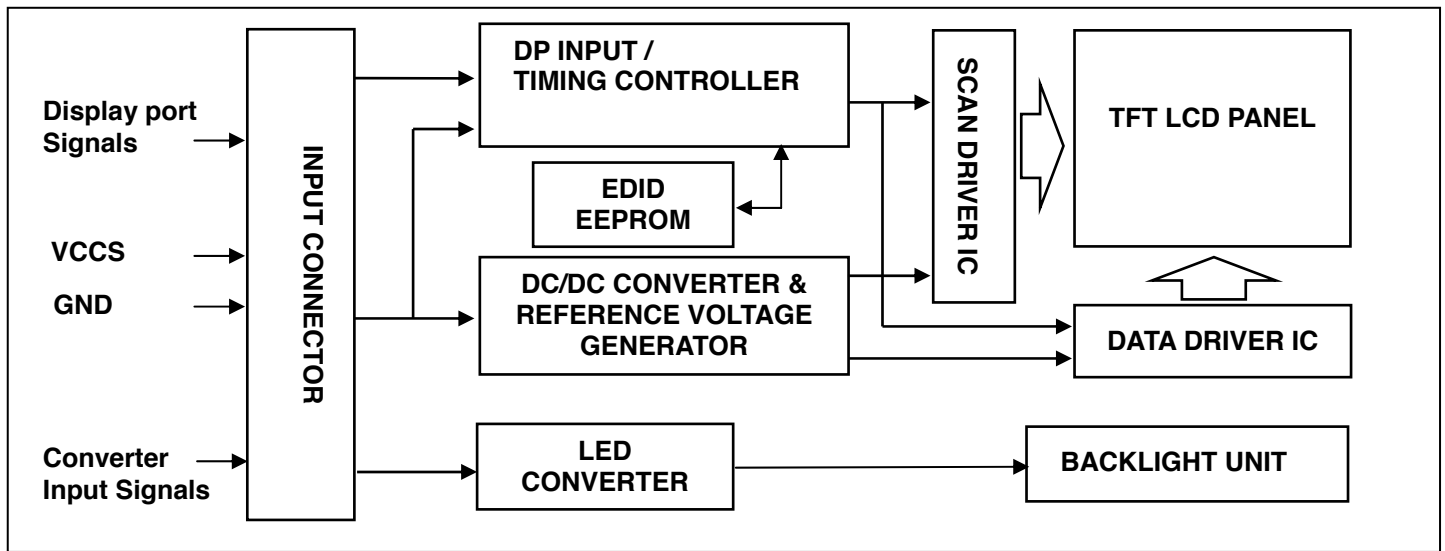 Display port
Signals
VCCS
GND
Converter
Input Signals
INPUT CONNECTOR
DP INPUT /
TIMING CONTROLLER
EDID
EEPROM
DC/DC CONVERTER &
REFERENCE VOLTAGE
GENERATOR
LED
CONVERTER
SCAN DRIVER IC
TFT LCD PANEL
DATA DRIVER IC
BACKLIGHT UNIT